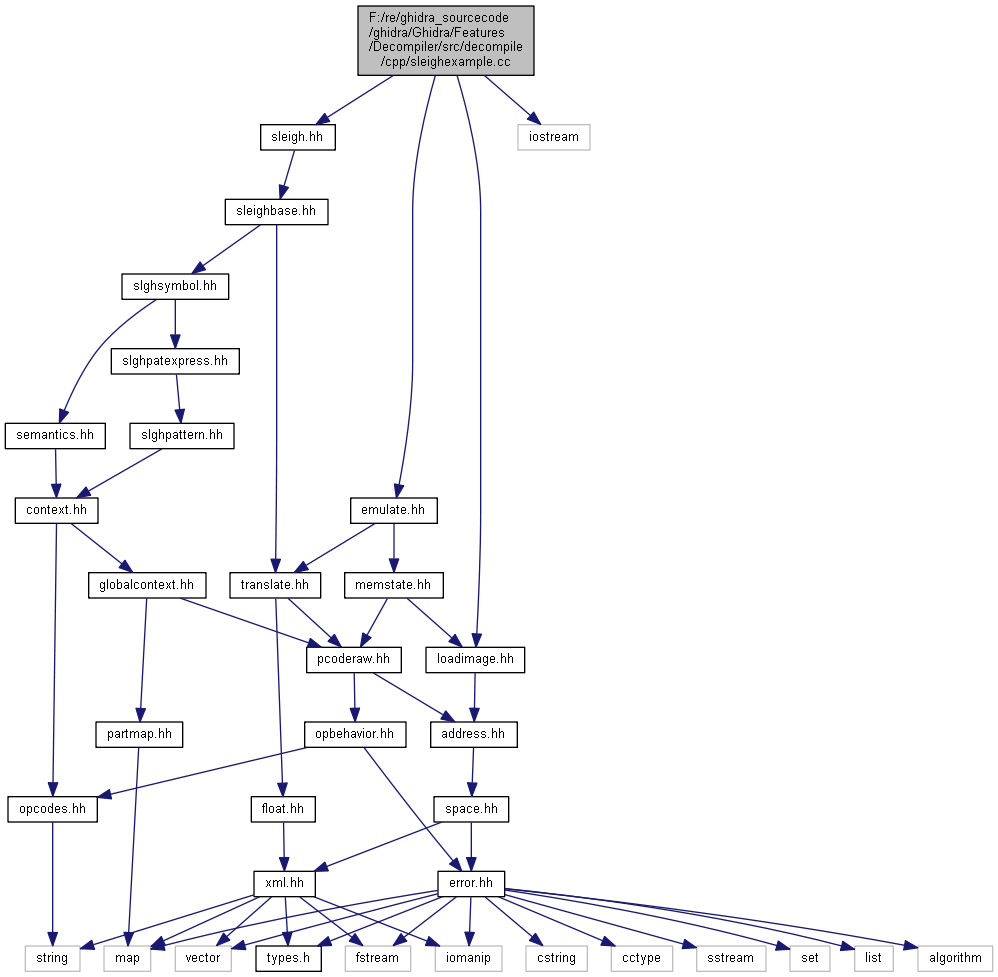 F:/re/ghidra_sourcecode
/ghidra/Ghidra/Features
/Decompiler/src/decompile
/cpp/sleighexample.cc
sleigh.hh
iostream
sleighbase.hh
slghsymbol.hh
slghpatexpress.hh
semantics.hh
slghpattern.hh
context.hh
emulate.hh
globalcontext.hh
translate.hh
memstate.hh
pcoderaw.hh
loadimage.hh
partmap.hh
opbehavior.hh
address.hh
opcodes.hh
float.hh
space.hh
xml.hh
error.hh
string
map
vector
types.h
fstream
iomanip
cstring
cctype
sstream
set
list
algorithm